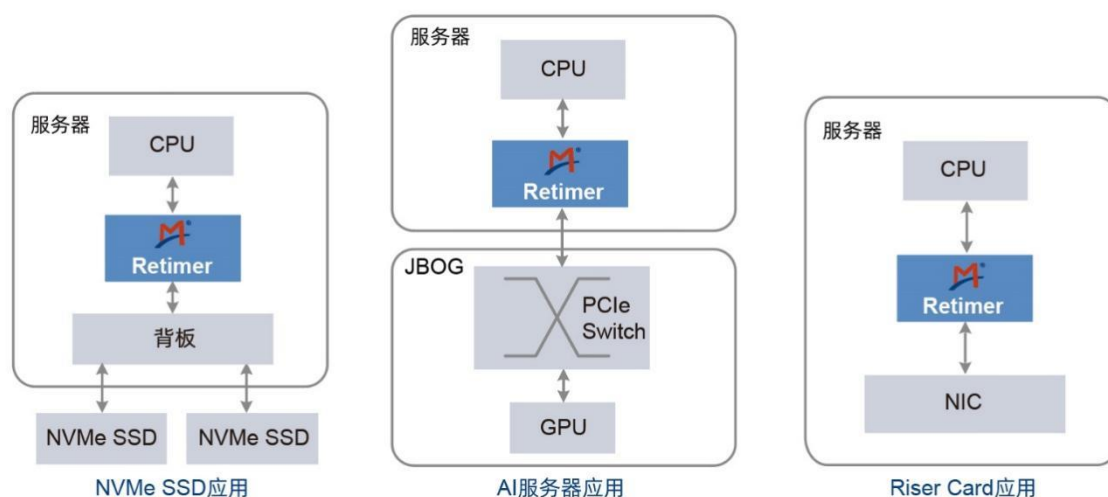 服务器
CPU
Retimer
背板
NVMe SSD
NVMe SSD
NVMe SSD应用
服务器
CPU
Retimer
JBOG
PCIe
Switch
GPU
AI服务器应用
服务器
CPU
Retimer
NIC
Riser Card应用